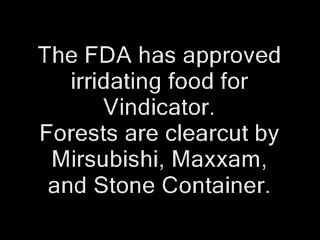 The FDA has approved
irridating food for
Vindicator.
Forests are clearcut by
Mirsubishi, Maxxam,
and Stone Container.